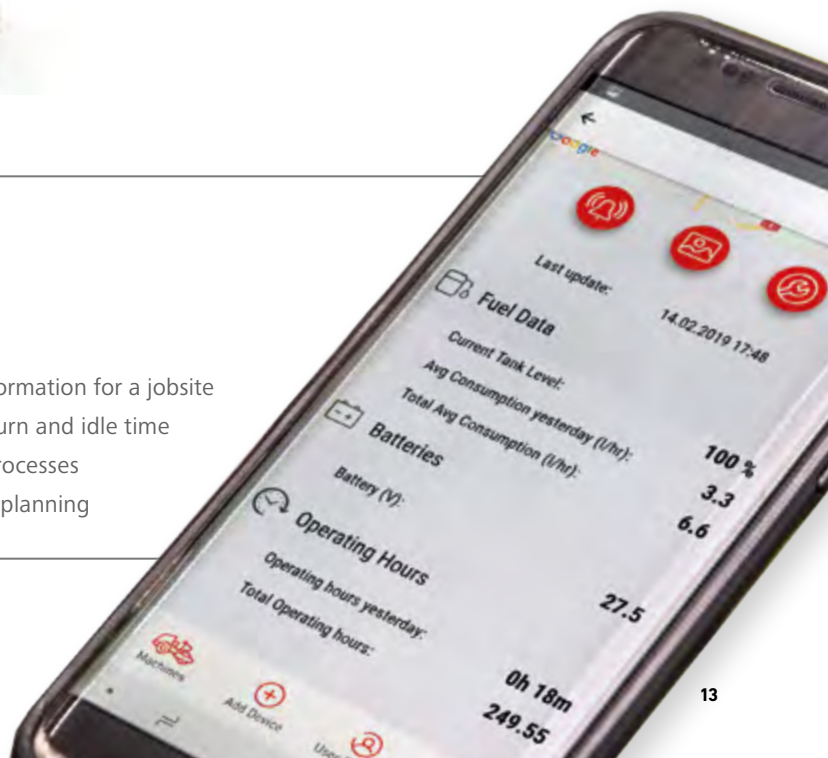 ormation for a jobsite
urn and idle time
rocesses
planning
Google
Last update: 14.02.2019 17:48
Fuel Data
Current Tank Level: 100 %
Avg Consumption yesterday (l/hr): 3.3
Total Avg Consumption (l/hr): 6.6
Batteries
Battery (V): 27.5
Operating Hours
Operating hours yesterday: 0h 18m
Total Operating hours: 249.55
Machines
Add Device
User
13